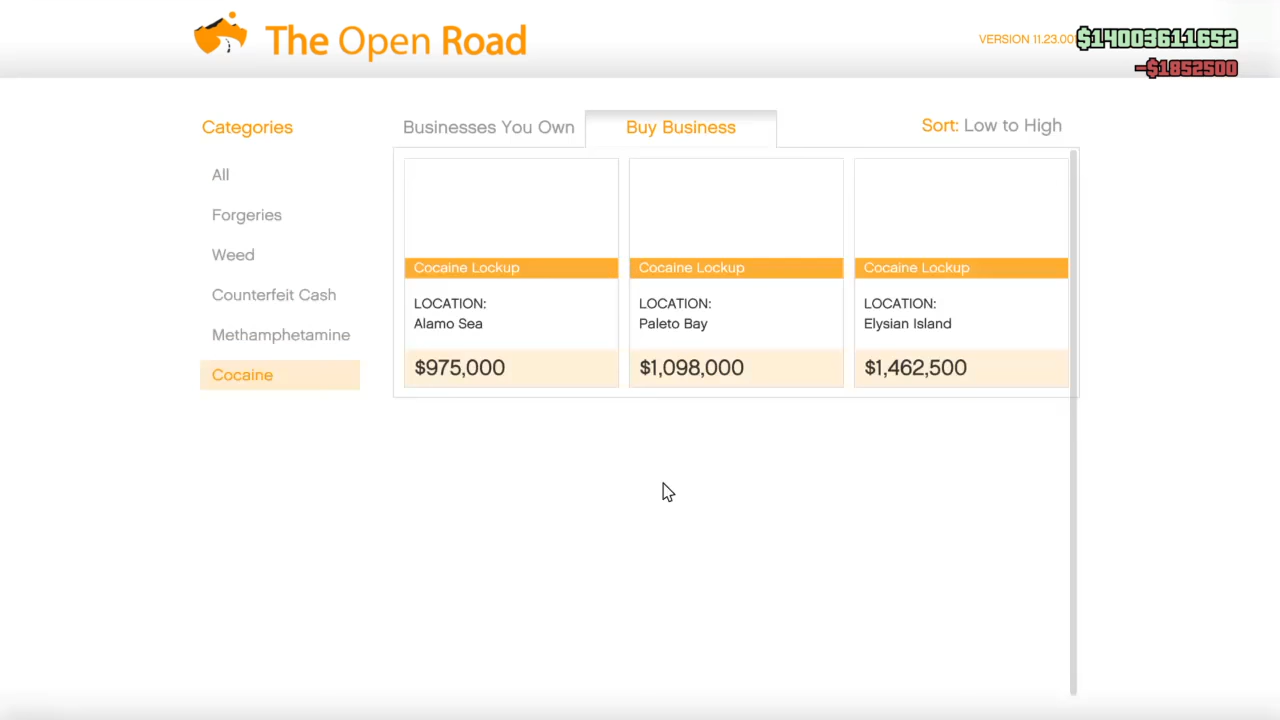 The Open Road
VERSION 11.23.00
$14003611652
-$1852500
Categories
Businesses You Own
Buy Business
Sort: Low to High
All
Forgeries
Weed
Counterfeit Cash
Methamphetamine
Cocaine
Cocaine Lockup
LOCATION:
Alamo Sea
$975,000
Cocaine Lockup
LOCATION:
Paleto Bay
$1,098,000
Cocaine Lockup
LOCATION:
Elysian Island
$1,462,500